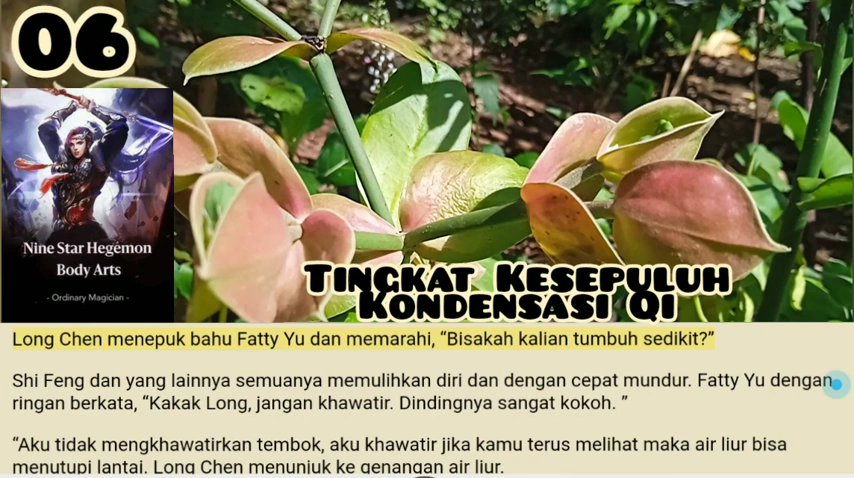 06
Nine Star Hegemon
Body Arts
- Ordinary Magician -
Tingkat Kesepuluh
Kondensasi Qi
Long Chen menepuk bahu Fatty Yu dan memarahi, “Bisakah kalian tumbuh sedikit?”
Shi Feng dan yang lainnya semuanya memulihkan diri dan dengan cepat mundur. Fatty Yu dengan
ringan berkata, “Kakak Long, jangan khawatir. Dindingnya sangat kokoh. ”
“Aku tidak mengkhawatirkan tembok, aku khawatir jika kamu terus melihat maka air liur bisa
menutupi lantai. Long Chen menunjuk ke genangan air liur.